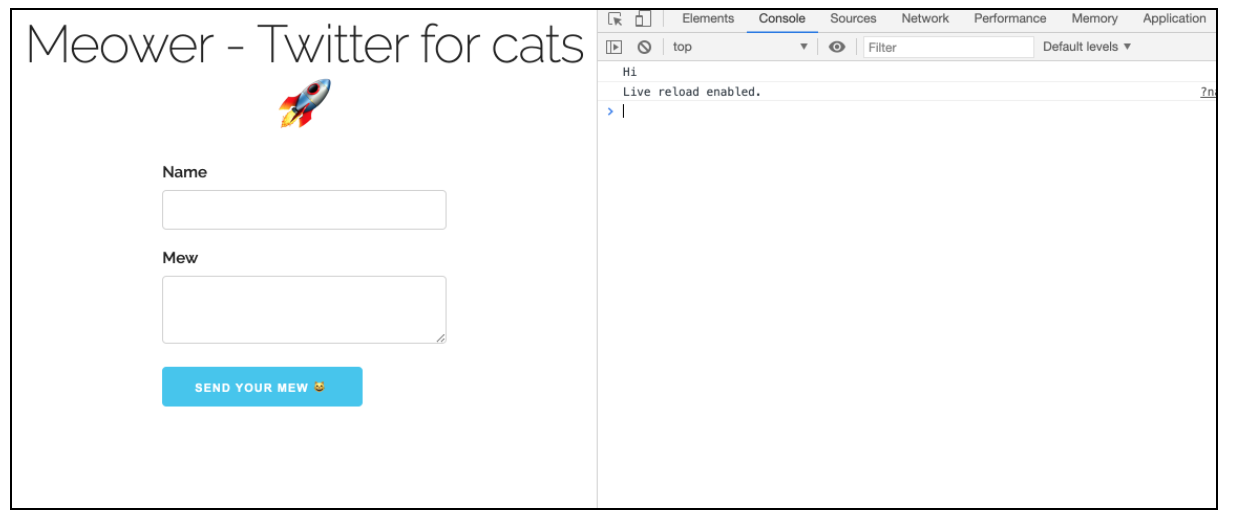 Meower - Twitter for cats
🚀
Name
Mew
SEND YOUR MEW 😄
Elements Console Sources Network Performance Memory Application
top Filter Default levels ▼
Hi
Live reload enabled.
>